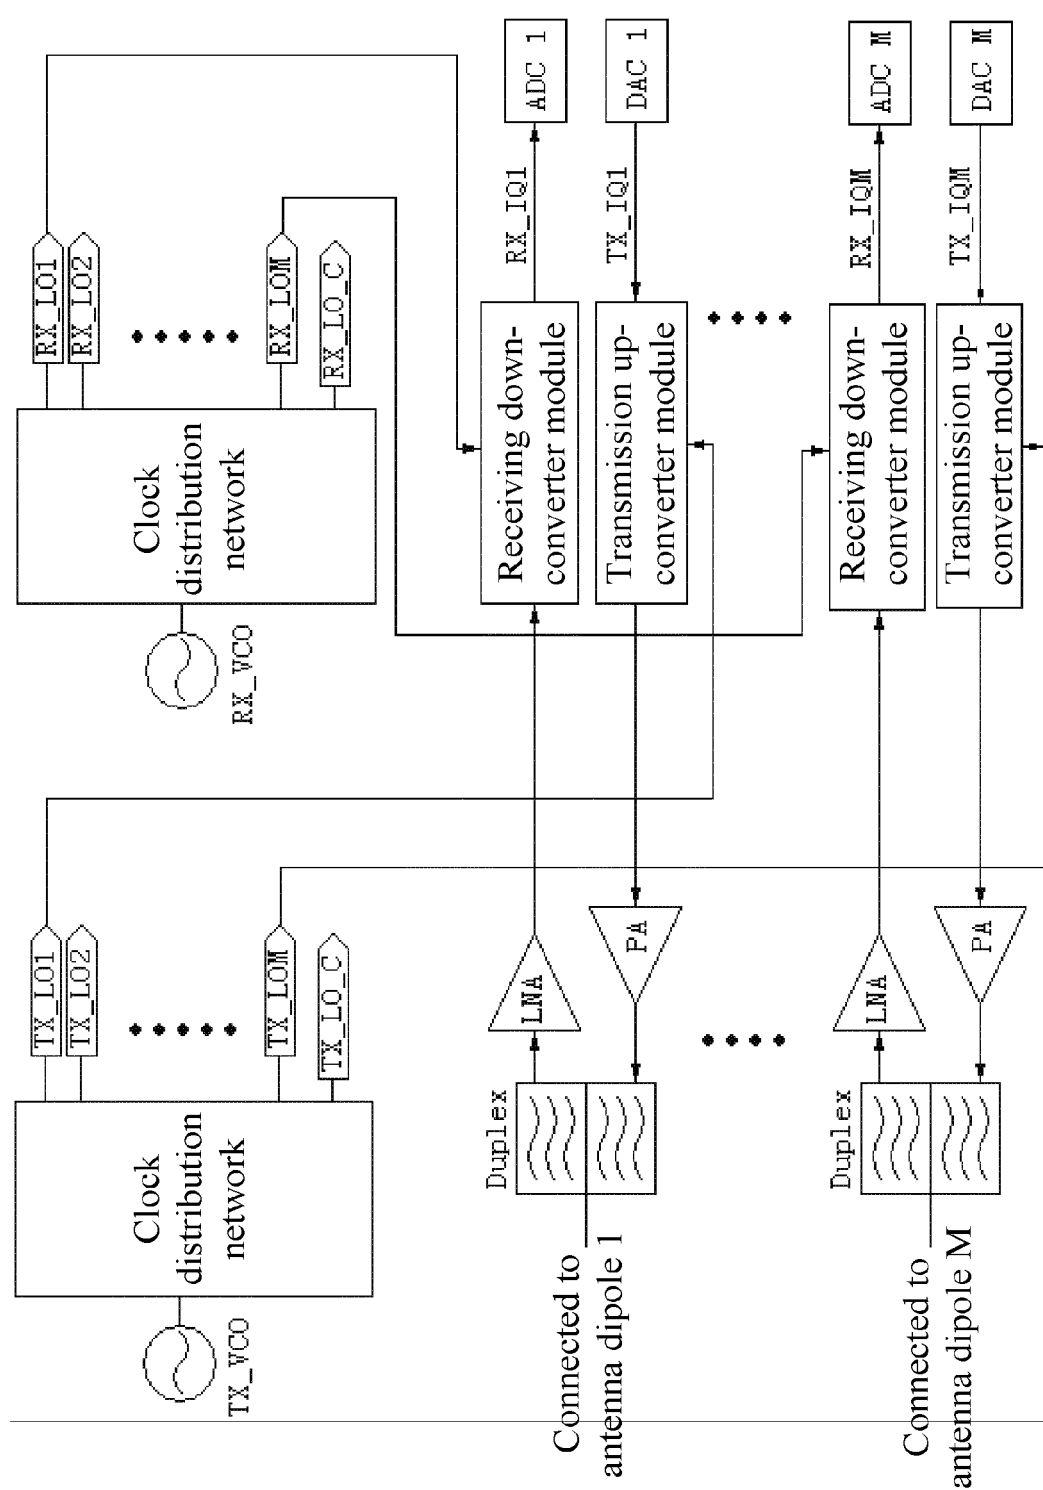 TX_VCO
Clock
distribution
network
TX_LO1
TX_LO2
TX_LOM
TX_LO_C
RX_VCO
Clock
distribution
network
RX_LO1
RX_LO2
RX_LOM
RX_LO_C
Connected to
antenna dipole 1
Duplex
LNA
PA
Receiving down-
converter module
Transmission up-
converter module
RX_IQ1
TX_IQ1
ADC 1
DAC 1
Connected to
antenna dipole M
Duplex
LNA
PA
Receiving down-
converter module
Transmission up-
converter module
RX_IQM
TX_IQM
ADC M
DAC M